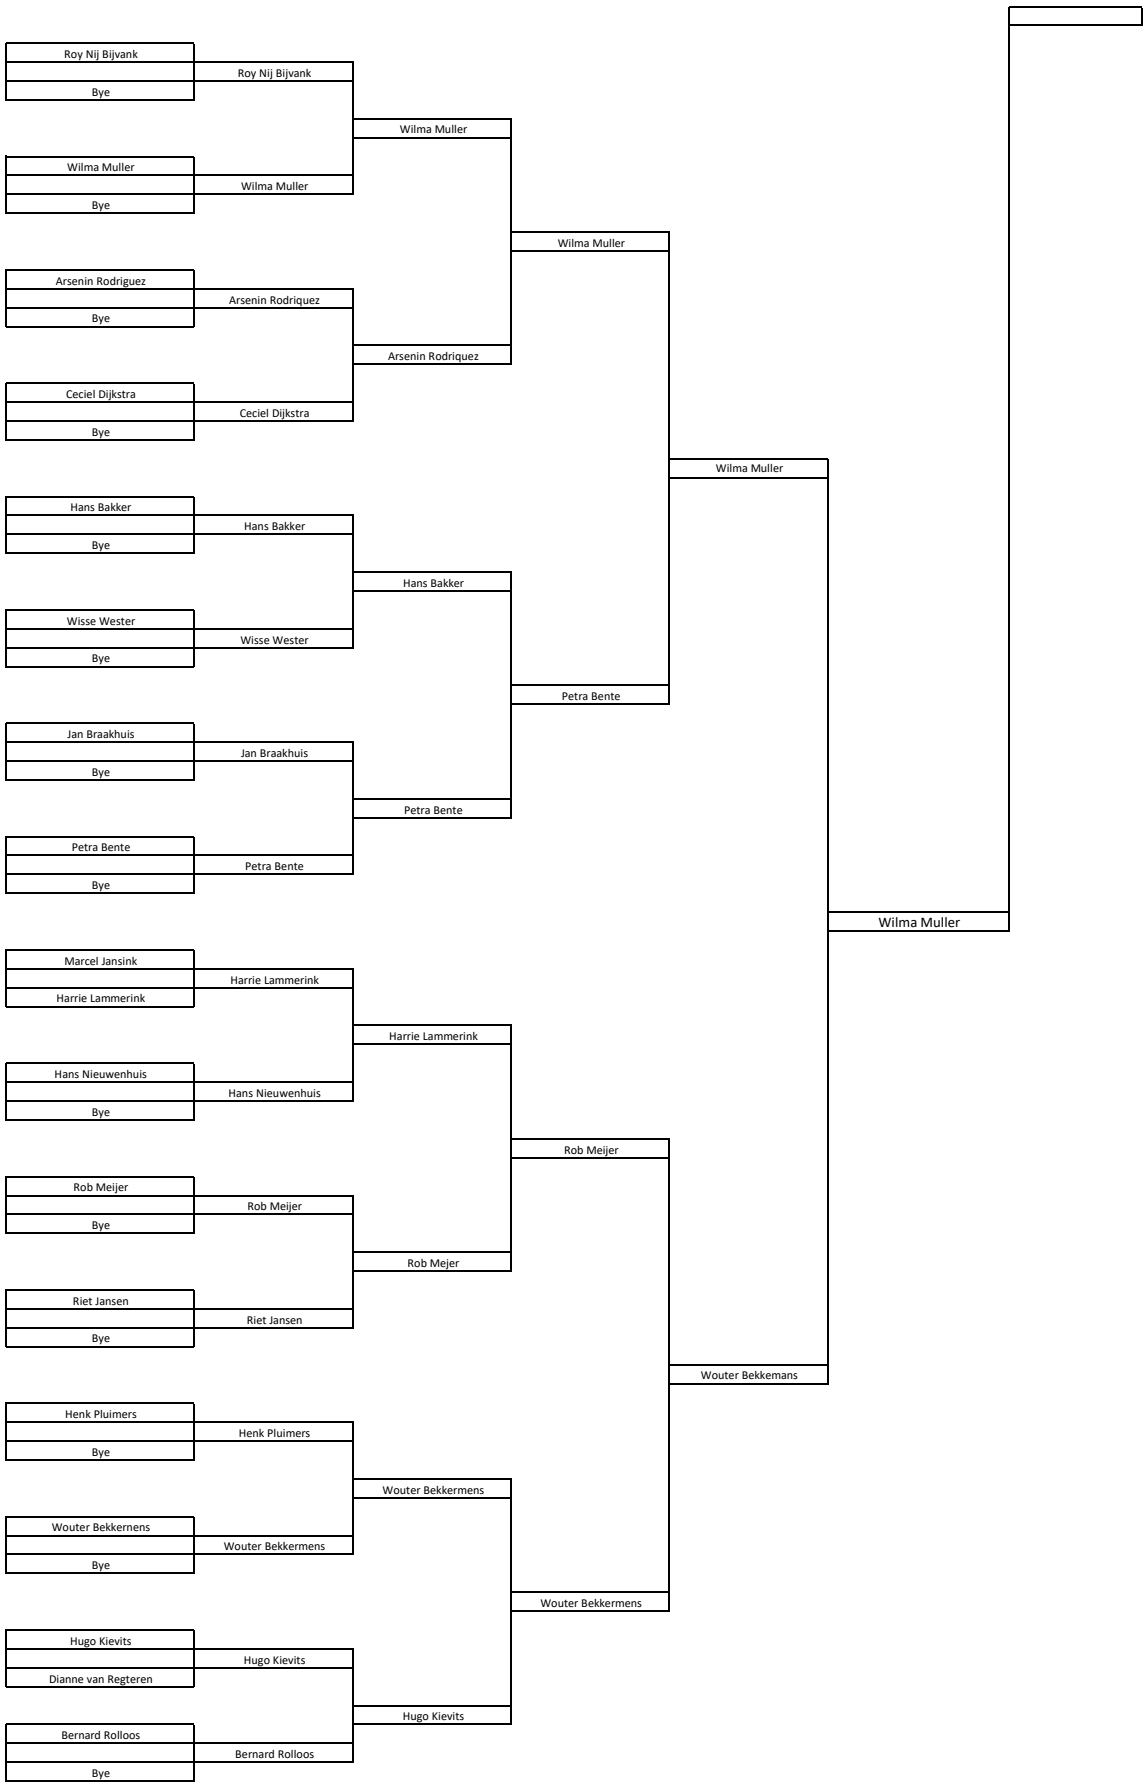 Roy Nij Bijvank
Roy Nij Bijvank
Bye
Wilma Muller
Wilma Muller
Wilma Muller
Bye
Wilma Muller
Arsenin Rodriguez
Arsenin Rodriquez
Bye
Arsenin Rodriquez
Ceciel Dijkstra
Ceciel Dijkstra
Bye
Wilma Muller
Hans Bakker
Hans Bakker
Bye
Hans Bakker
Wisse Wester
Wisse Wester
Bye
Petra Bente
Jan Braakhuis
Jan Braakhuis
Bye
Petra Bente
Petra Bente
Petra Bente
Bye
Wilma Muller
Marcel Jansink
Harrie Lammerink
Harrie Lammerink
Harrie Lammerink
Hans Nieuwenhuis
Hans Nieuwenhuis
Bye
Rob Meijer
Rob Meijer
Rob Meijer
Bye
Rob Mejer
Riet Jansen
Riet Jansen
Bye
Wouter Bekkemans
Henk Pluimers
Henk Pluimers
Bye
Wouter Bekkermens
Wouter Bekkernens
Wouter Bekkermens
Bye
Wouter Bekkermens
Hugo Kievits
Hugo Kievits
Dianne van Regteren
Hugo Kievits
Bernard Rolloos
Bernard Rolloos
Bye